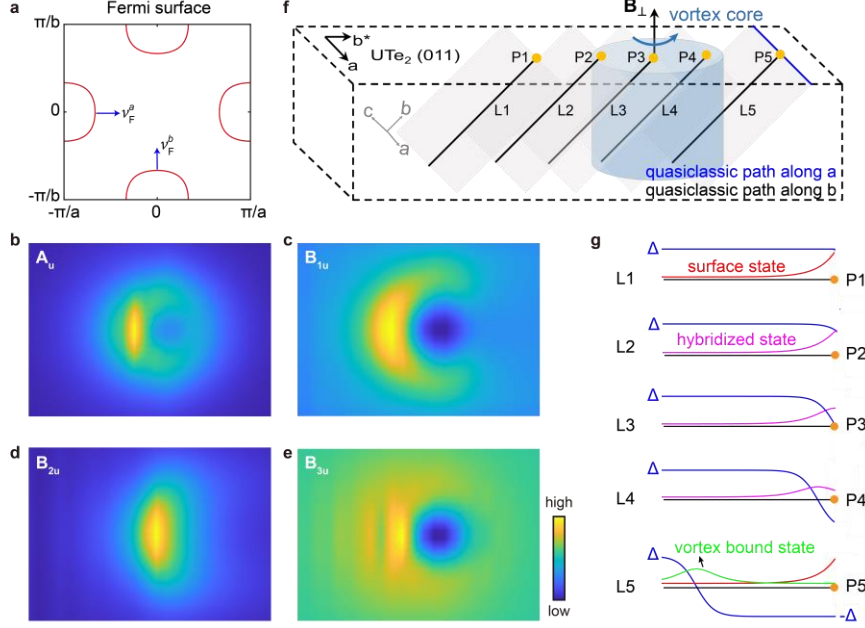 a
Fermi surface
π/b
0
-π/b
-π/a
0
π/a
ν_F^a
ν_F^b
f
B⊥
vortex core
b*
a
UTe₂ (011)
P1
P2
P3
P4
P5
c
b
a
L1
L2
L3
L4
L5
quasiclassic path along a
quasiclassic path along b
b
A_u
c
B_1u
d
B_2u
e
B_3u
high
low
g
Δ
surface state
L1
P1
Δ
hybridized state
L2
P2
Δ
L3
P3
Δ
L4
P4
Δ
vortex bound state
L5
P5
-Δ